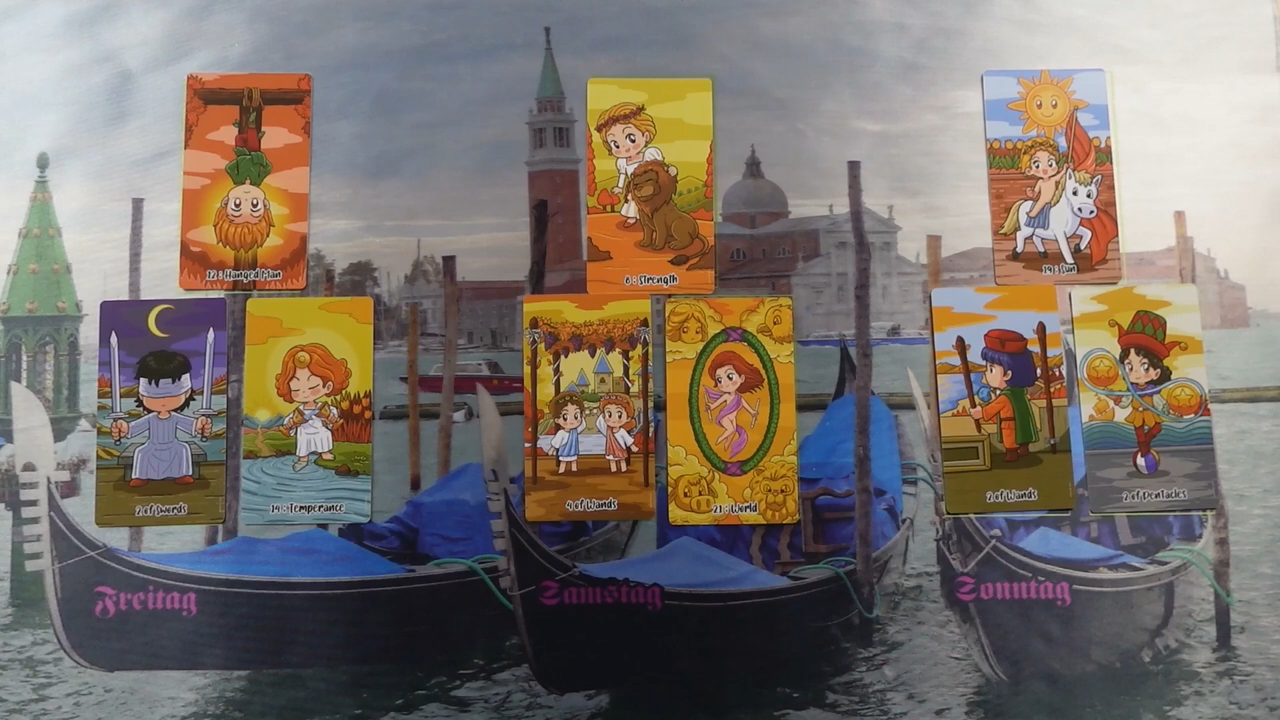 12 : Hanged Man
8 : Strength
19 : Sun
2 of Swords
14 : Temperance
4 of Wands
21 : World
2 of Wands
2 of Pentacles
Freitag
Samstag
Sonntag